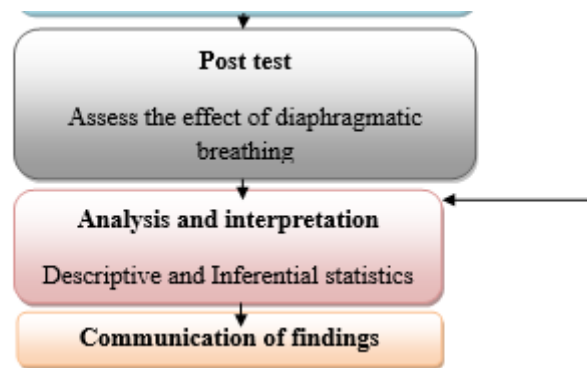 Post test
Assess the effect of diaphragmatic
breathing
Analysis and interpretation
Descriptive and Inferential statistics
Communication of findings